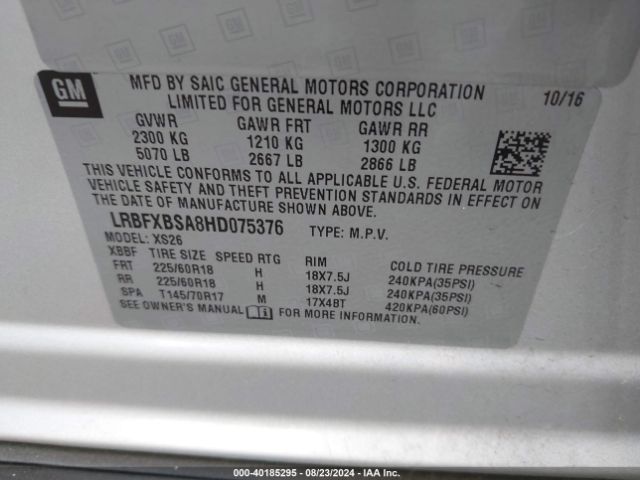 GM
MFD BY SAIC GENERAL MOTORS CORPORATION
LIMITED FOR GENERAL MOTORS LLC
10/16
GVWR GAWR FRT GAWR RR
2300 KG 1210 KG 1300 KG
5070 LB 2667 LB 2866 LB
THIS VEHICLE CONFORMS TO ALL APPLICABLE U.S. FEDERAL MOTOR
VEHICLE SAFETY AND THEFT PREVENTION STANDARDS IN EFFECT ON
THE DATE OF MANUFACTURE SHOWN ABOVE.
LRBFXBSA8HD075376 TYPE: M.P.V.
MODEL: XS26
XBBF TIRE SIZE SPEED RTG RIM COLD TIRE PRESSURE
FRT 225/60R18 H 18X7.5J 240KPA(35PSI)
RR 225/60R18 H 18X7.5J 240KPA(35PSI)
SPA T145/70R17 M 17X4BT 420KPA(60PSI)
SEE OWNER'S MANUAL FOR MORE INFORMATION.
000-40185295 - 08/23/2024 - IAA Inc.